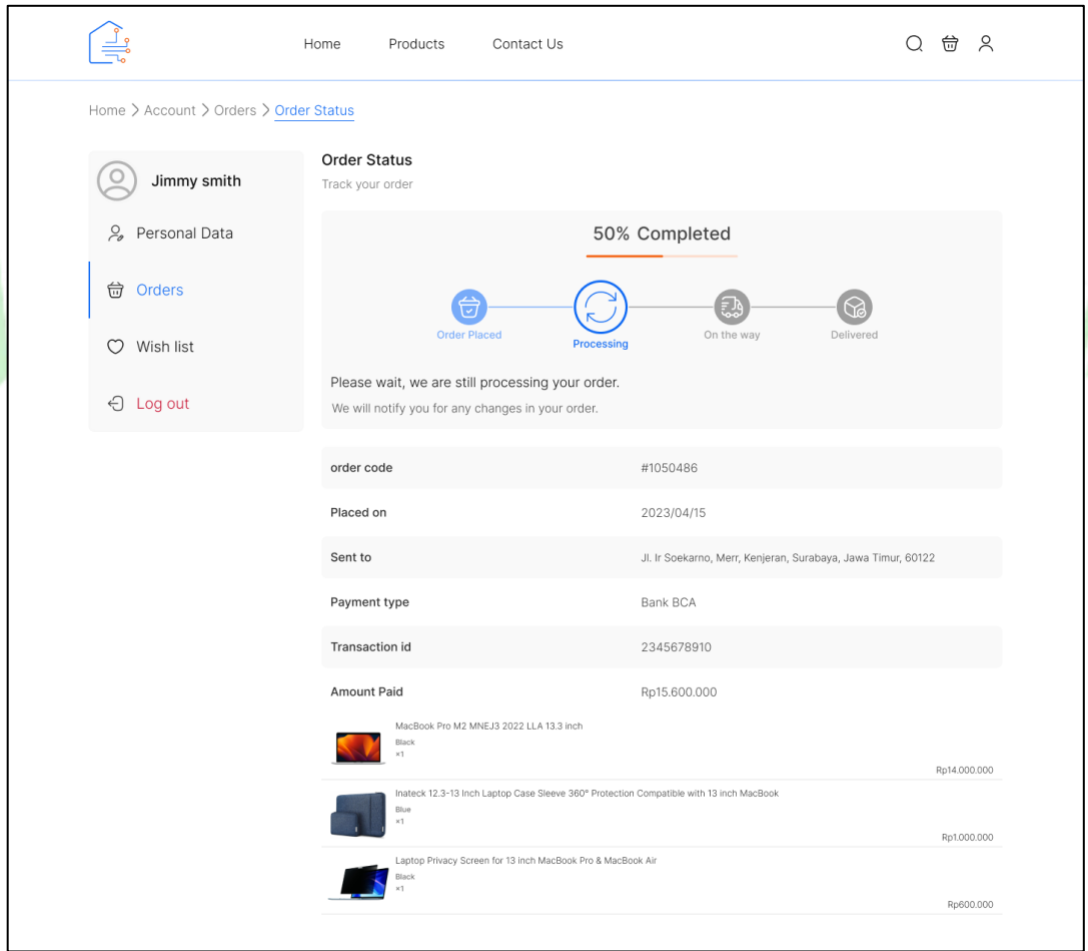 Home Products Contact Us
Home > Account > Orders > Order Status
Jimmy smith
Personal Data
Orders
Wish list
Log out
Order Status
Track your order
50% Completed
Order Placed
Processing
On the way
Delivered
Please wait, we are still processing your order.
We will notify you for any changes in your order.
order code #1050486
Placed on 2023/04/15
Sent to Jl. Ir Soekarno, Merr, Kenjeran, Surabaya, Jawa Timur, 60122
Payment type Bank BCA
Transaction id 2345678910
Amount Paid Rp15.600.000
MacBook Pro M2 MNEJ3 2022 LLA 13.3 inch
Black
×1
Rp14.000.000
Inateck 12.3-13 Inch Laptop Case Sleeve 360° Protection Compatible with 13 inch MacBook
Blue
×1
Rp1.000.000
Laptop Privacy Screen for 13 inch MacBook Pro & MacBook Air
Black
×1
Rp600.000